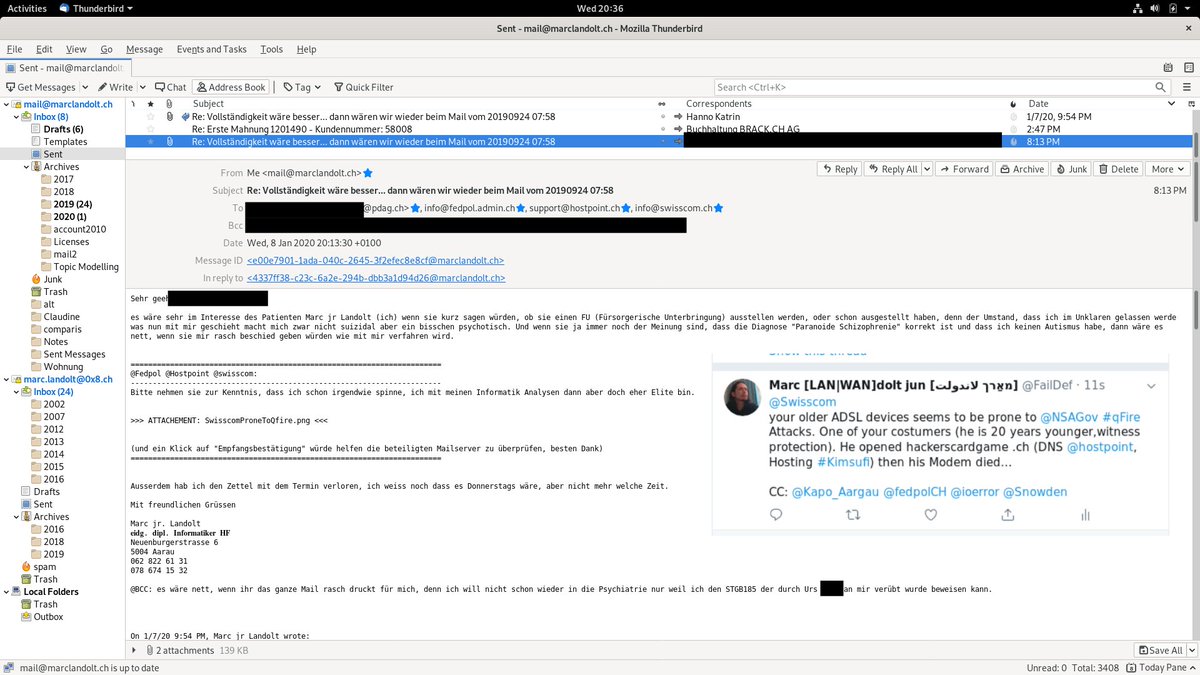 Activities Thunderbird Wed 20:36
Sent - mail@marclandolt.ch - Mozilla Thunderbird
File Edit View Go Message Events and Tasks Tools Help
Sent - mail@marclandolt
Get Messages Write Chat Address Book Tag Quick Filter Search <Ctrl+K>
mail@marclandolt.ch
Inbox (8)
Drafts (6)
Templates
Sent
Archives
2017
2018
2019 (24)
2020 (1)
account2010
Licenses
mail2
Topic Modelling
Junk
Trash
alt
Claudine
comparis
Notes
Sent Messages
Wohnung
marc.landolt@0x8.ch
Inbox (24)
2002
2007
2012
2013
2014
2015
2016
Drafts
Sent
Archives
2016
2018
2019
spam
Trash
Local Folders
Trash
Outbox
Subject Correspondents Date
Re: Vollständigkeit wäre besser... dann wären wir wieder beim Mail vom 20190924 07:58 Hanno Katrin 1/7/20, 9:54 PM
Re: Erste Mahnung 1201490 - Kundennummer: 58008 Buchhaltung BRACK.CH AG 2:47 PM
Re: Vollständigkeit wäre besser... dann wären wir wieder beim Mail vom 20190924 07:58 8:13 PM
From Me <mail@marclandolt.ch>
Reply Reply All Forward Archive Junk Delete More
Subject Re: Vollständigkeit wäre besser... dann wären wir wieder beim Mail vom 20190924 07:58 8:13 PM
To @pdag.ch>, info@fedpol.admin.ch, support@hostpoint.ch, info@swisscom.ch
Bcc
Date Wed, 8 Jan 2020 20:13:30 +0100
Message ID <e00e7901-1ada-040c-2645-3f2efec8e8cf@marclandolt.ch>
In reply to <4337ff38-c23c-6a2e-294b-dbb3a1d94d26@marclandolt.ch>
Sehr gee
es wäre sehr im Interesse des Patienten Marc jr Landolt (ich) wenn sie kurz sagen würden, ob sie einen FU (Fürsorgerische Unterbringung) ausstellen werden, oder schon ausgestellt haben, denn der Umstand, dass ich im Unklaren gelassen werde
was nun mit mir geschieht macht mich zwar nicht suizidal aber ein bisschen psychotisch. Und wenn sie ja immer noch der Meinung sind, dass die Diagnose "Paranoide Schizophrenie" korrekt ist und dass ich keinen Autismus habe, dann wäre es
nett, wenn sie mir rasch beschied geben würden wie mit mir verfahren wird.
======================================================================
@Fedpol @Hostpoint @swisscom:
----------------------------------------------------------------------
Bitte nehmen sie zur Kenntnis, dass ich schon irgendwie spinne, ich mit meinen Informatik Analysen dann aber doch eher Elite bin.
>>> ATTACHEMENT: SwisscomProneToQfire.png <<<
(und ein Klick auf "Empfangsbestätigung" würde helfen die beteiligten Mailserver zu überprüfen, besten Dank)
======================================================================
Ausserdem hab ich den Zettel mit dem Termin verloren, ich weiss noch dass es Donnerstags wäre, aber nicht mehr welche Zeit.
Mit freundlichen Grüssen
Marc jr. Landolt
eidg. dipl. Informatiker HF
Neuenburgerstrasse 6
5004 Aarau
062 822 61 31
078 674 15 32
@BCC: es wäre nett, wenn ihr das ganze Mail rasch druckt für mich, denn ich will nicht schon wieder in die Psychiatrie nur weil ich den STGB185 der durch Urs an mir verübt wurde beweisen kann.
On 1/7/20 9:54 PM, Marc jr Landolt wrote:
Show this thread
Marc [LAN|WAN]dolt jun [מארך لاندولت] @FailDef · 11s
@Swisscom
your older ADSL devices seems to be prone to @NSAGov #qFire
Attacks. One of your costumers (he is 20 years younger,witness
protection). He opened hackerscardgame .ch (DNS @hostpoint,
Hosting #Kimsufi) then his Modem died...
CC: @Kapo_Aargau @fedpolCH @ioerror @Snowden
2 attachments 139 KB Save All
mail@marclandolt.ch is up to date Unread: 0 Total: 3408 Today Pane